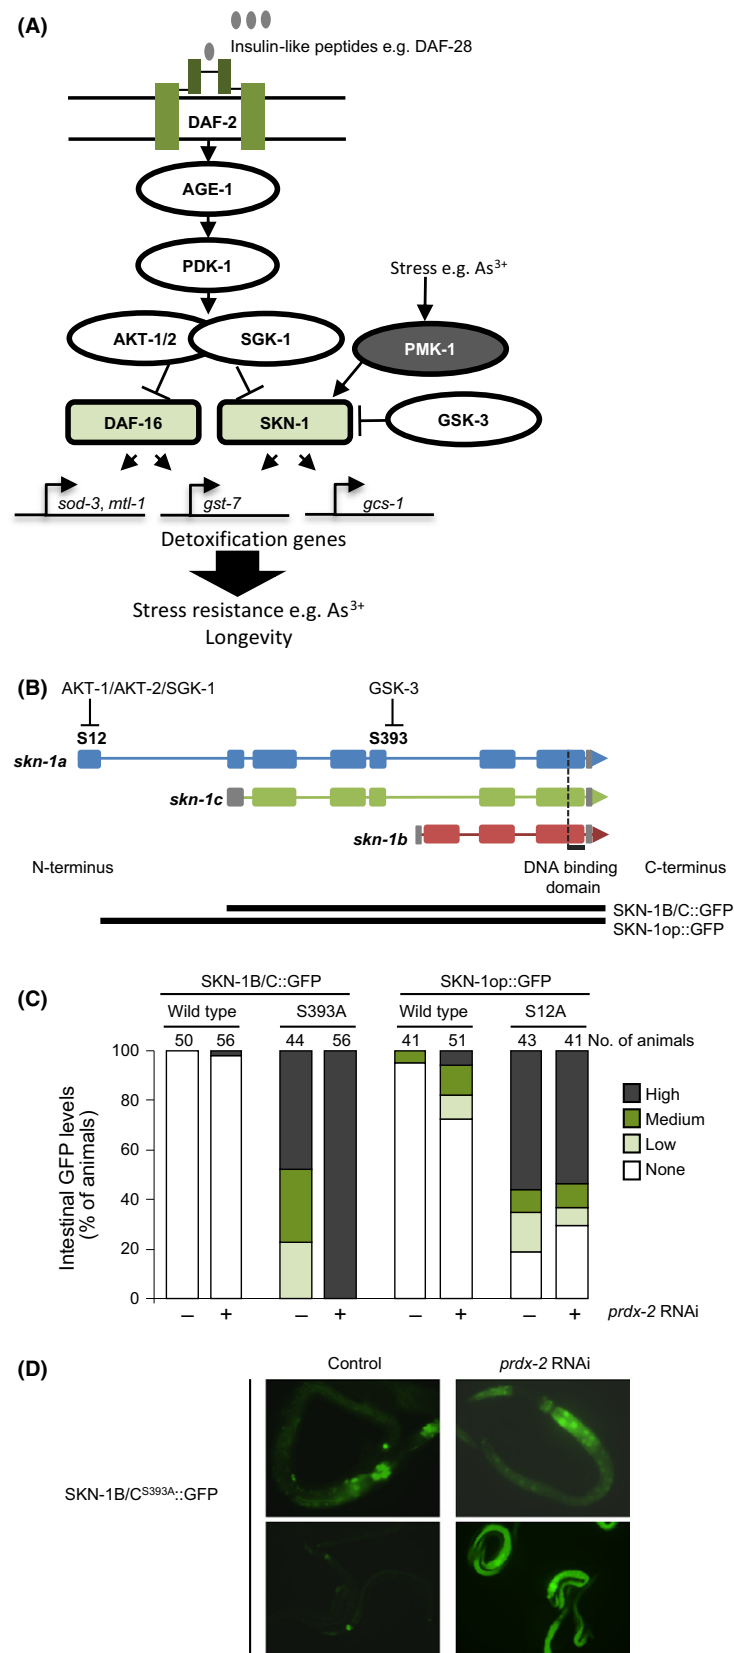 (A)
Insulin-like peptides e.g. DAF-28
DAF-2
AGE-1
PDK-1
Stress e.g. As3+
AKT-1/2
SGK-1
PMK-1
DAF-16
SKN-1
GSK-3
sod-3, mtl-1
gst-7
gcs-1
Detoxification genes
Stress resistance e.g. As3+
Longevity
(B)
AKT-1/AKT-2/SGK-1
GSK-3
S12
S393
skn-1a
skn-1c
skn-1b
N-terminus
DNA binding
domain
C-terminus
SKN-1B/C::GFP
SKN-1op::GFP
(C)
SKN-1B/C::GFP
SKN-1op::GFP
Wild type
S393A
Wild type
S12A
50 56 44 56 41 51 43 41 No. of animals
Intestinal GFP levels
(% of animals)
100
80
60
40
20
0
High
Medium
Low
None
– + – + – + – + prdx-2 RNAi
(D)
Control
prdx-2 RNAi
SKN-1B/CS393A::GFP